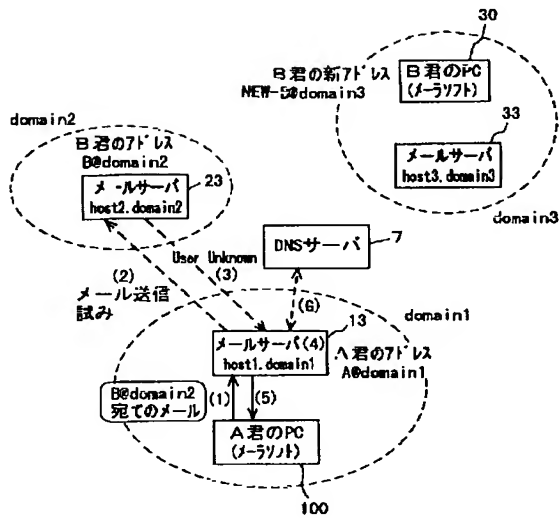 30
B君の新アドレス
NEW-B@domain3
B君のPC
(メーラソフト)
33
メールサーバ
host3.domain3
domain3
domain2
B君のアドレス
B@domain2
メールサーバ
host2.domain2
23
User Unknown
(3)
DNSサーバ
7
(2)
メール送信
試み
(6)
13
domain1
メールサーバ(4)
host1.domain1
A君のアドレス
A@domain1
B@domain2
宛てのメール
(1)
(5)
A君のPC
(メーラソフト)
100